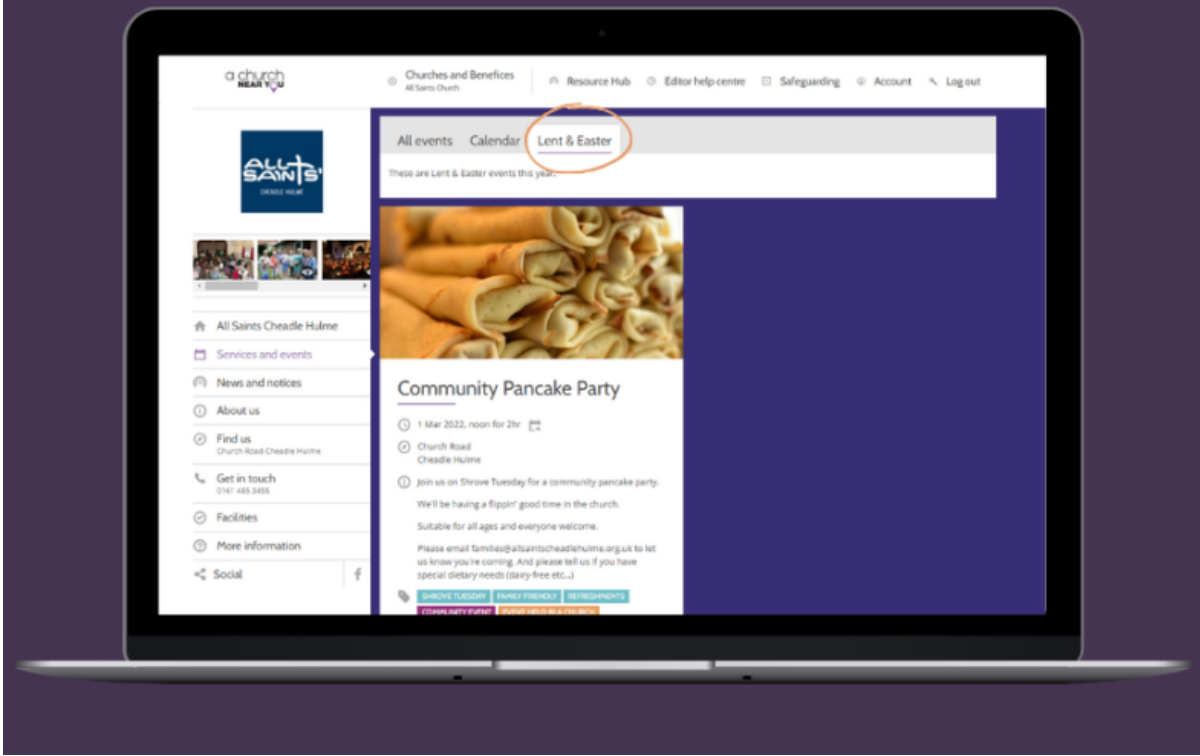 a church
NEAR YOU
Churches and Benefices
All Saints Church
Resource Hub
Editor help centre
Safeguarding
Account
Log out
ALL SAINTS'
CHEADLE HULME
All events
Calendar
Lent & Easter
These are Lent & Easter events this year.
All Saints Cheadle Hulme
Services and events
News and notices
About us
Find us
Church Road Cheadle Hulme
Get in touch
0161 485 3455
Facilities
More information
Social
Community Pancake Party
1 Mar 2022, noon for 2hr
Church Road
Cheadle Hulme
Join us on Shrove Tuesday for a community pancake party.
We'll be having a flippin' good time in the church.
Suitable for all ages and everyone welcome.
Please email families@allsaintscheadlehulme.org.uk to let
us know you're coming. And please tell us if you have
special dietary needs (dairy-free etc...)
SHROVE TUESDAY
FAMILY FRIENDLY
REFRESHMENTS
COMMUNITY EVENT
EVENT HELD IN A CHURCH